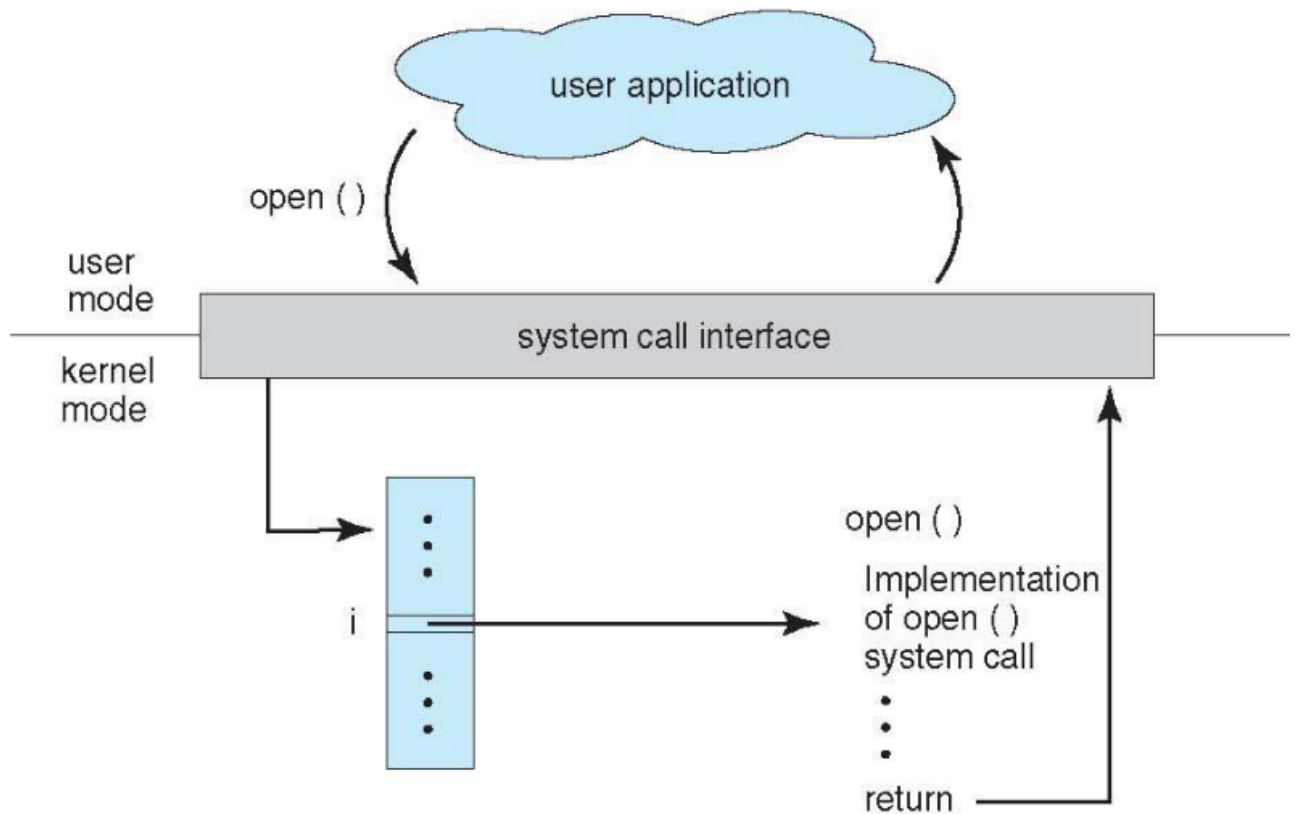 user application
open ( )
user
mode
system call interface
kernel
mode
open ( )
Implementation
of open ( )
system call
i
return